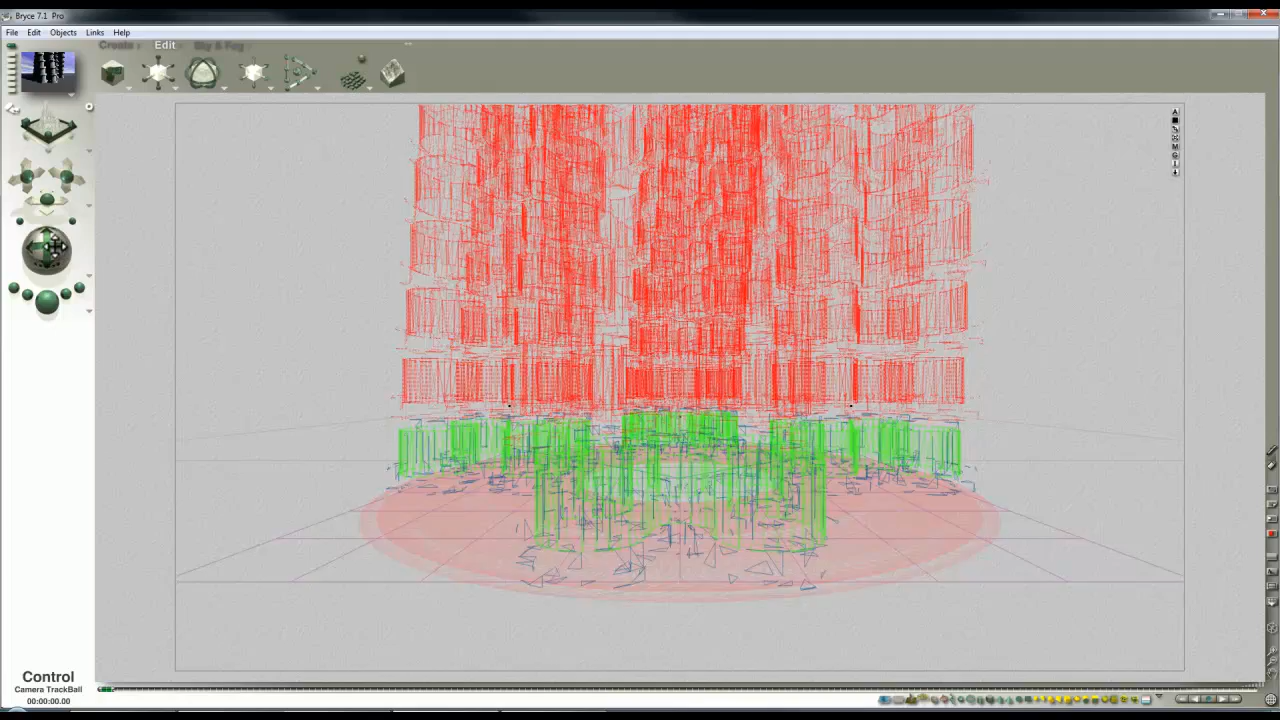 Bryce 7.1 Pro
File Edit Objects Links Help
Create Edit Sky & Fog
Control
Camera TrackBall
00:00:00.00